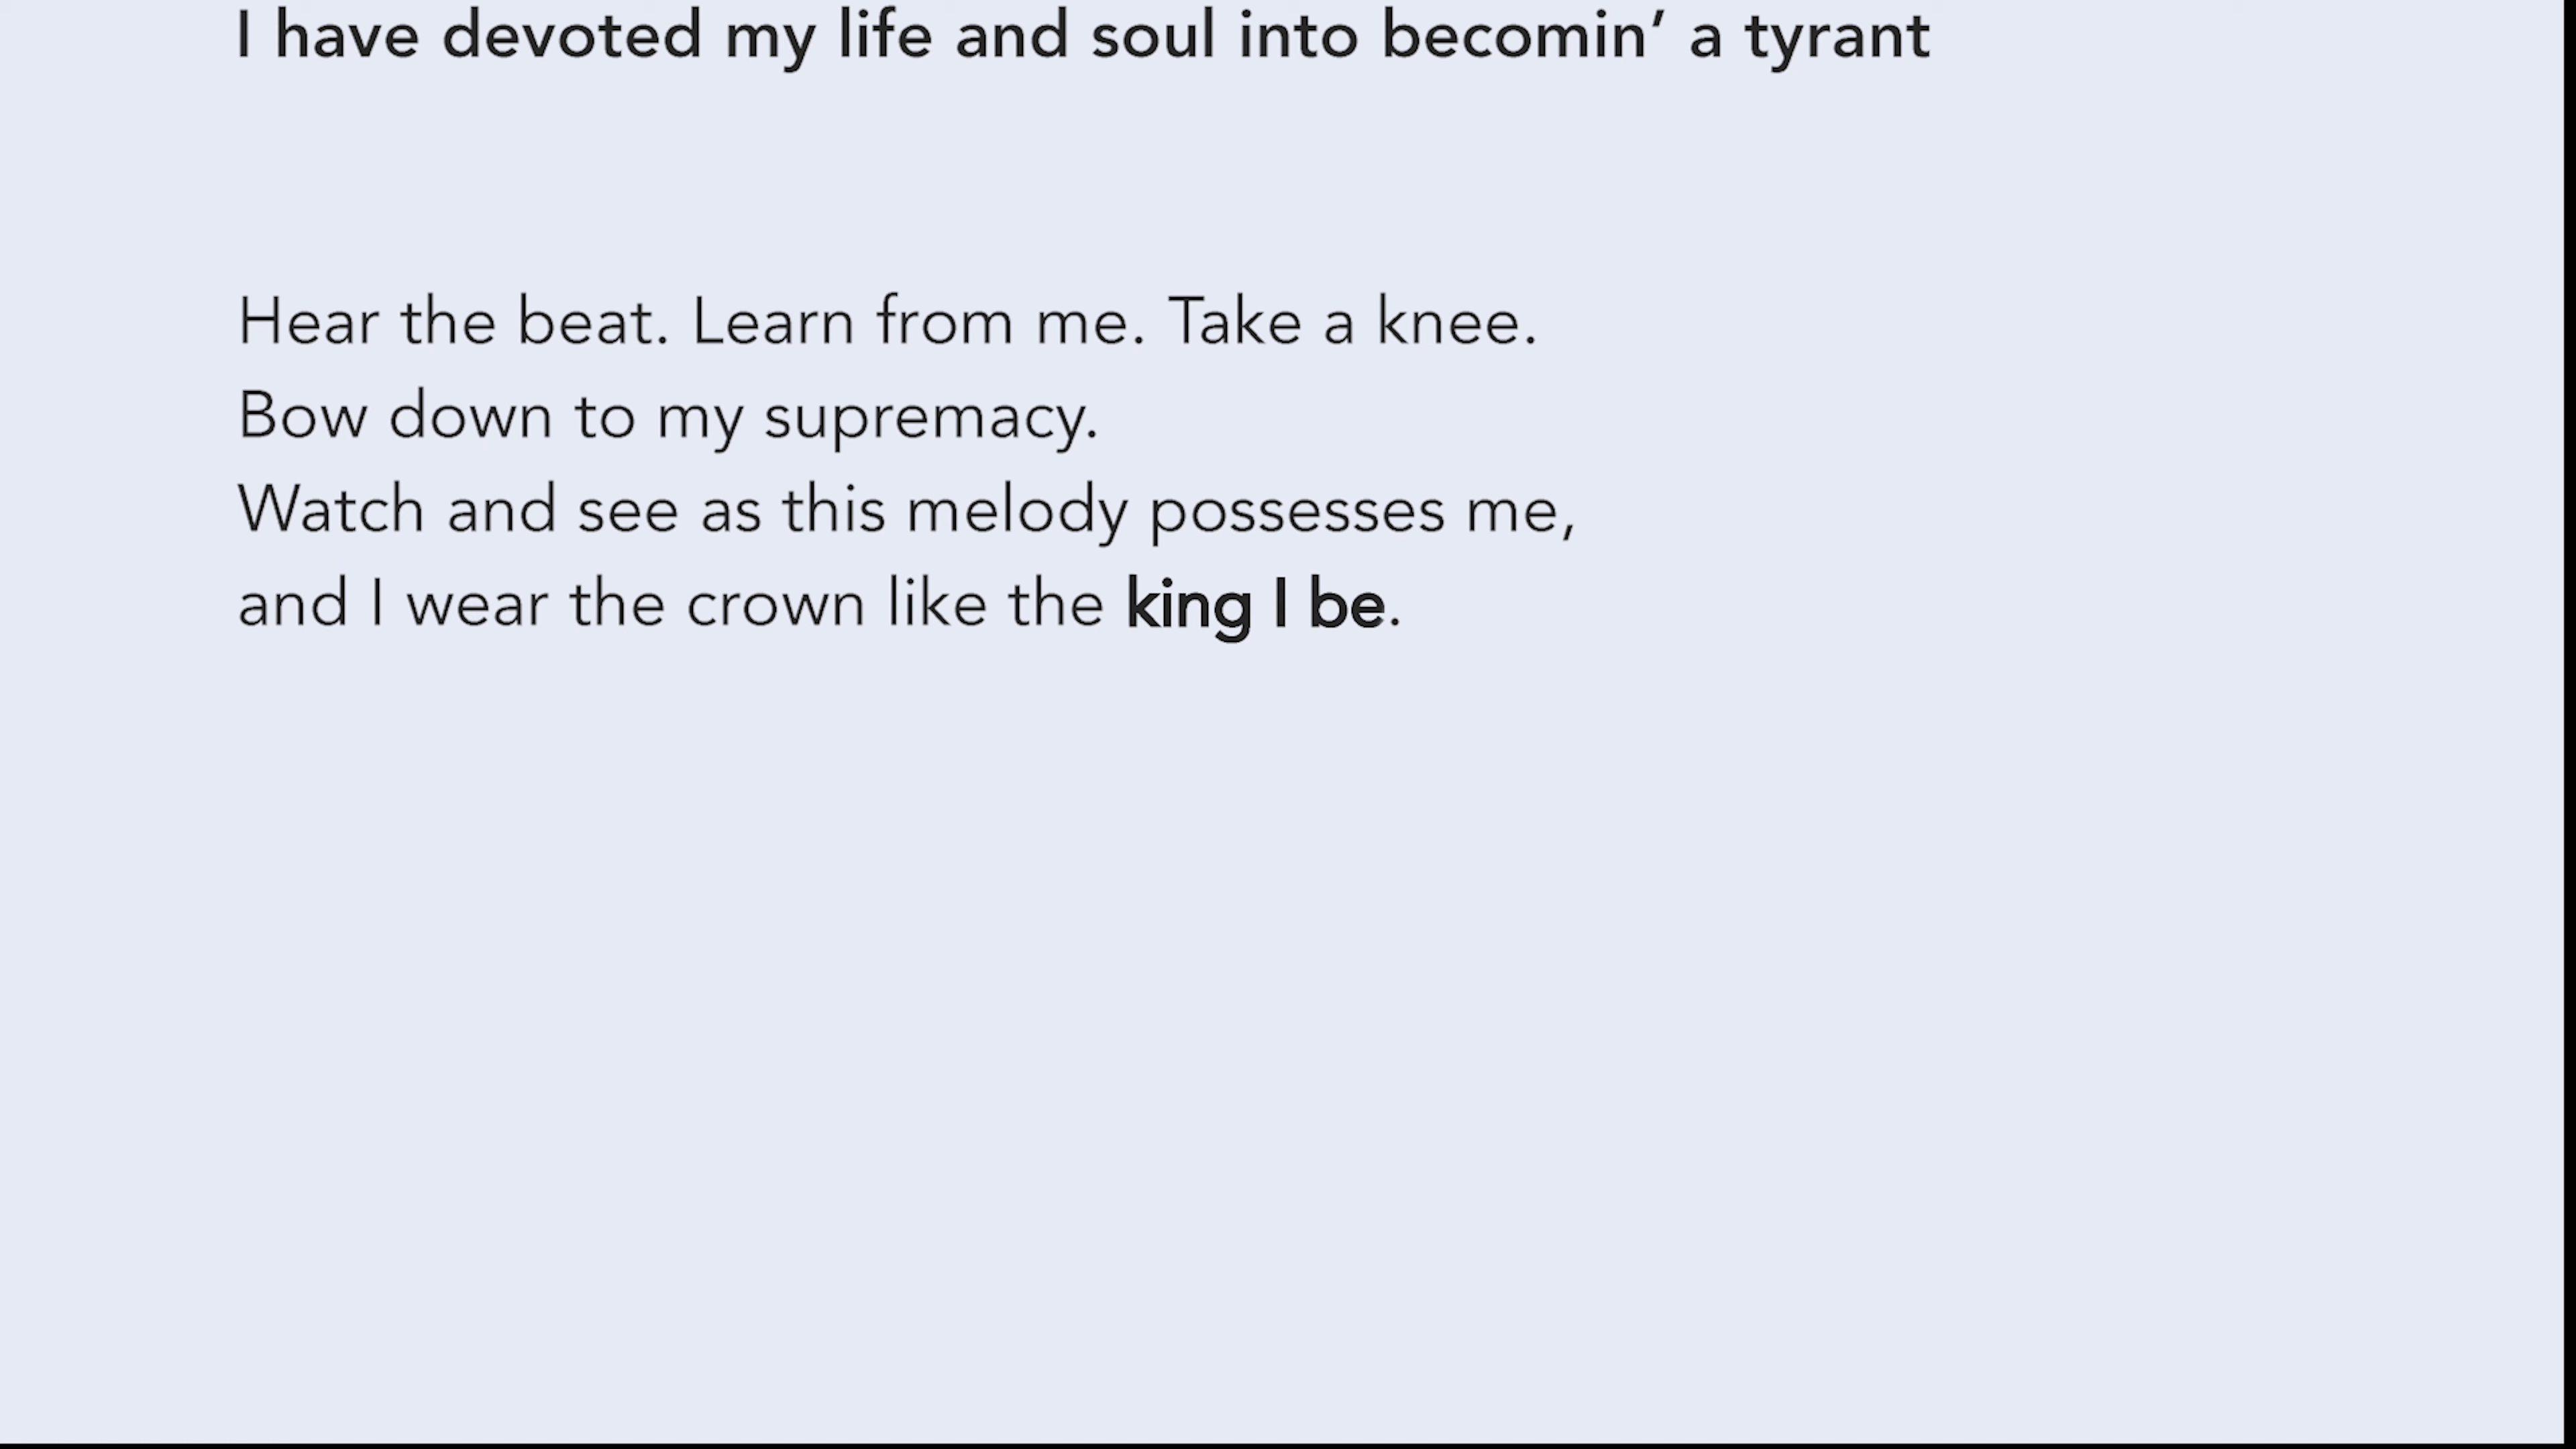 I have devoted my life and soul into becomin’ a tyrant
Hear the beat. Learn from me. Take a knee.
Bow down to my supremacy.
Watch and see as this melody possesses me,
and I wear the crown like the king I be.